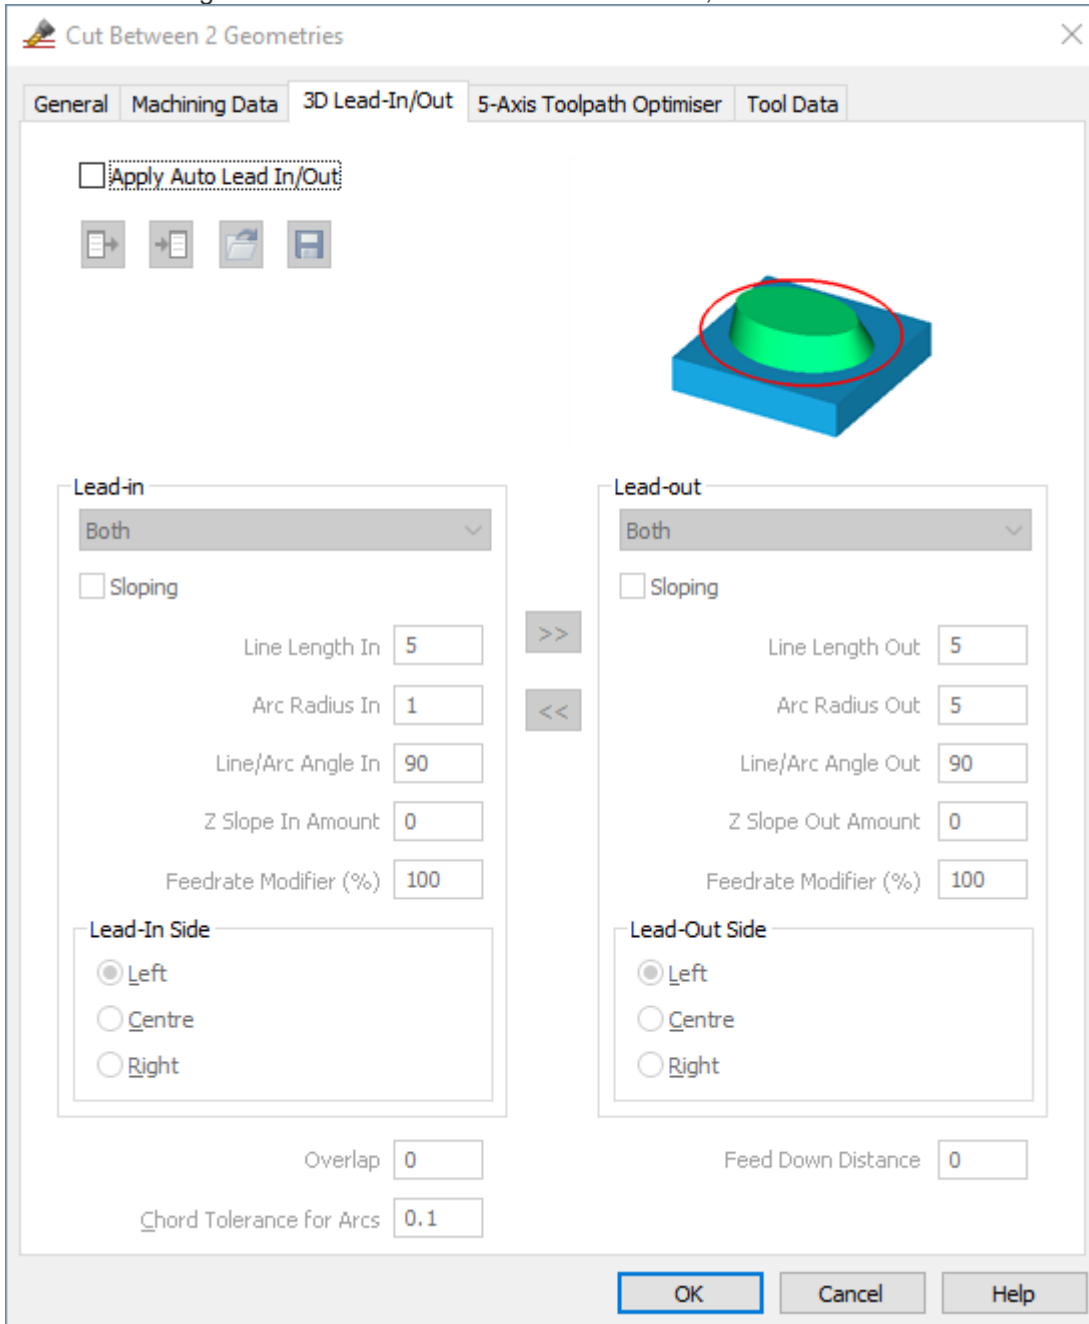 Cut Between 2 Geometries
General Machining Data 3D Lead-In/Out 5-Axis Toolpath Optimiser Tool Data
Apply Auto Lead In/Out
Lead-in
Both
Sloping
Line Length In 5
Arc Radius In 1
Line/Arc Angle In 90
Z Slope In Amount 0
Feedrate Modifier (%) 100
Lead-In Side
Left
Centre
Right
>>
<<
Lead-out
Both
Sloping
Line Length Out 5
Arc Radius Out 5
Line/Arc Angle Out 90
Z Slope Out Amount 0
Feedrate Modifier (%) 100
Lead-Out Side
Left
Centre
Right
Overlap 0
Feed Down Distance 0
Chord Tolerance for Arcs 0.1
OK Cancel Help